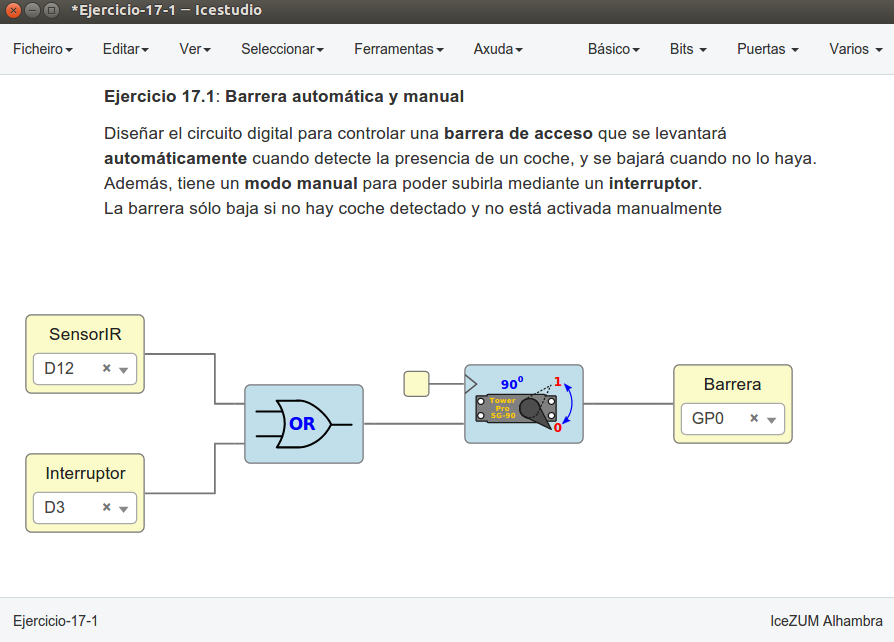 *Ejercicio-17-1 — Icestudio
Ficheiro Editar Ver Seleccionar Ferramentas Axuda Básico Bits Puertas Varios
Ejercicio 17.1: Barrera automática y manual
Diseñar el circuito digital para controlar una barrera de acceso que se levantará
automáticamente cuando detecte la presencia de un coche, y se bajará cuando no lo haya.
Además, tiene un modo manual para poder subirla mediante un interruptor.
La barrera sólo baja si no hay coche detectado y no está activada manualmente
SensorIR
D12 ×
OR
Interruptor
D3 ×
90⁰ 1
Tower
Pro
SG-90
0
Barrera
GP0 ×
Ejercicio-17-1 IceZUM Alhambra